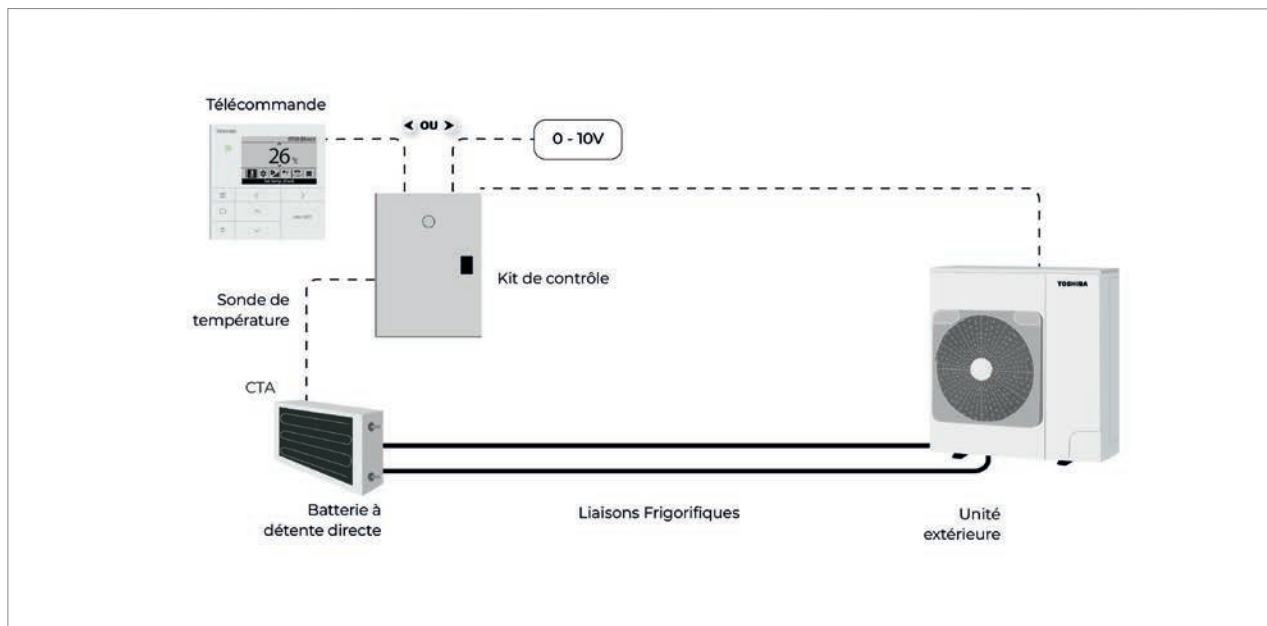 Télécommande
TOSHIBA
< OU >
0 - 10V
26 °C
Kit de contrôle
TOSHIBA
Sonde de
température
CTA
Batterie à
détente directe
Liaisons Frigorifiques
Unité
extérieure